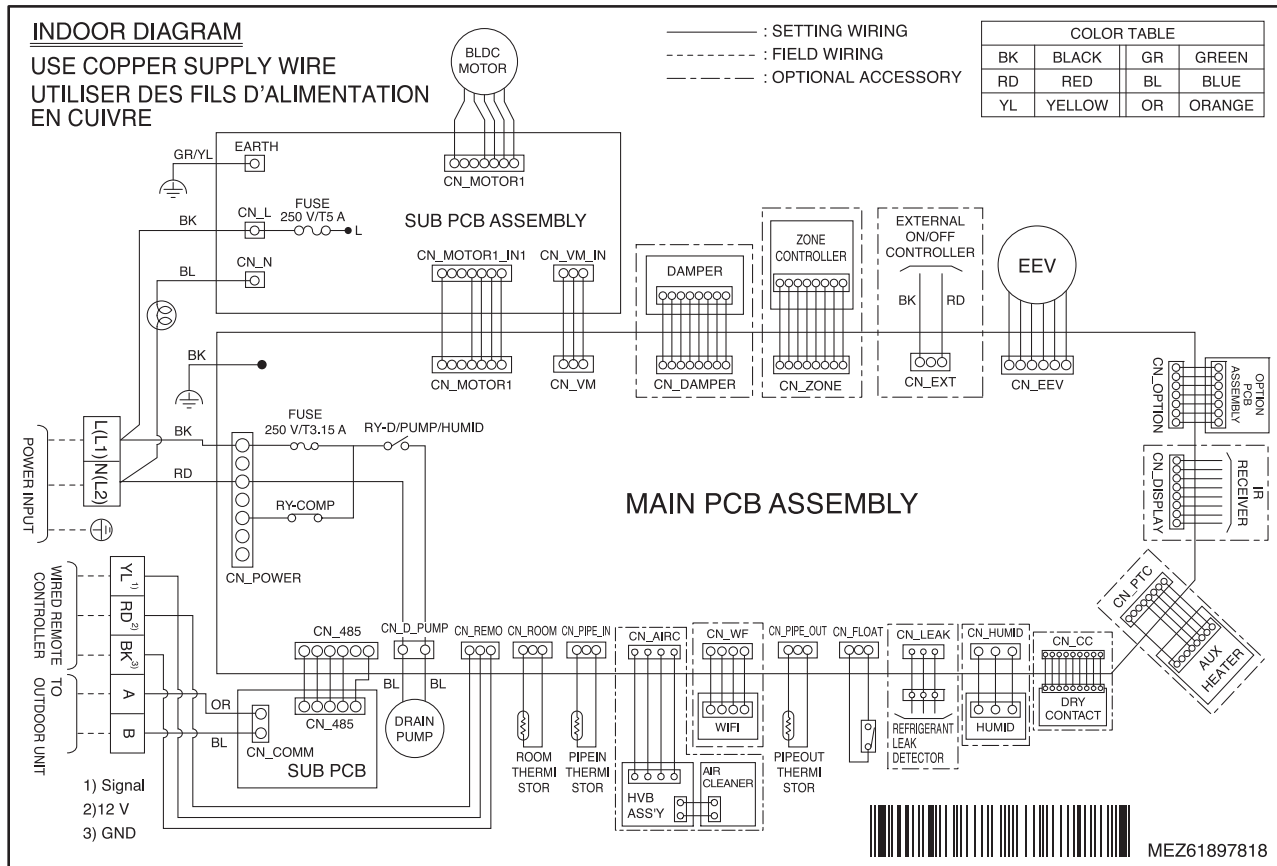 INDOOR DIAGRAM
USE COPPER SUPPLY WIRE
UTILISER DES FILS D'ALIMENTATION
EN CUIVRE
BLDC
MOTOR
: SETTING WIRING
: FIELD WIRING
: OPTIONAL ACCESSORY
COLOR TABLE
BK BLACK GR GREEN
RD RED BL BLUE
YL YELLOW OR ORANGE
GR/YL
EARTH
CN_MOTOR1
BK
CN_L
FUSE
250 V/T5 A
L
SUB PCB ASSEMBLY
BL
CN_N
CN_MOTOR1_IN1
CN_VM_IN
DAMPER
ZONE
CONTROLLER
EXTERNAL
ON/OFF
CONTROLLER
BK
RD
EEV
BK
CN_MOTOR1
CN_VM
CN_DAMPER
CN_ZONE
CN_EXT
CN_EEV
CN_OPTION
OPTION
PCB
ASSEMBLY
POWER INPUT
L(L1)
N(L2)
BK
RD
FUSE
250 V/T3.15 A
RY-D/PUMP/HUMID
RY-COMP
CN_POWER
MAIN PCB ASSEMBLY
CN_DISPLAY
IR
RECEIVER
CN_PTC
AUX
HEATER
WIRED REMOTE
CONTROLLER
YL 1)
RD 2)
BK 3)
TO
OUTDOOR UNIT
A
B
OR
BL
CN_COMM
CN_485
CN_485
SUB PCB
CN_D_PUMP
BL
BL
DRAIN
PUMP
CN_REMO
CN_ROOM
ROOM
THERMI
STOR
CN_PIPE_IN
PIPEIN
THERMI
STOR
CN_AIRC
HVB
ASS'Y
AIR
CLEANER
CN_WF
WIFI
CN_PIPE_OUT
PIPEOUT
THERMI
STOR
CN_FLOAT
CN_LEAK
REFRIGERANT
LEAK
DETECTOR
CN_HUMID
HUMID
CN_CC
DRY
CONTACT
1) Signal
2)12 V
3) GND
MEZ61897818